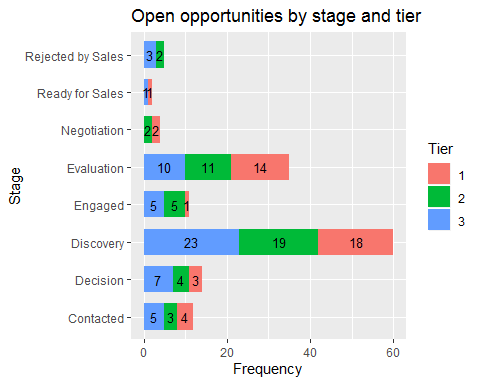 Open opportunities by stage and tier
Stage
Rejected by Sales 3 2
Ready for Sales 1 1
Negotiation 2 2
Evaluation 10 11 14
Engaged 5 5 1
Discovery 23 19 18
Decision 7 4 3
Contacted 5 3 4
0 20 40 60
Frequency
Tier
1
2
3